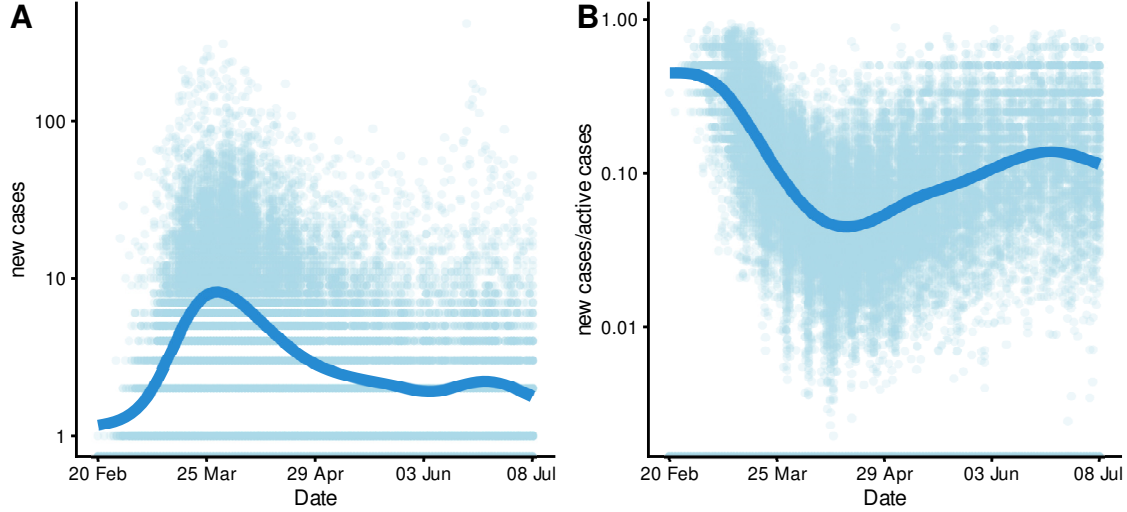 A
new cases
100
10
1
20 Feb
25 Mar
29 Apr
03 Jun
08 Jul
Date
B
new cases/active cases
1.00
0.10
0.01
20 Feb
25 Mar
29 Apr
03 Jun
08 Jul
Date